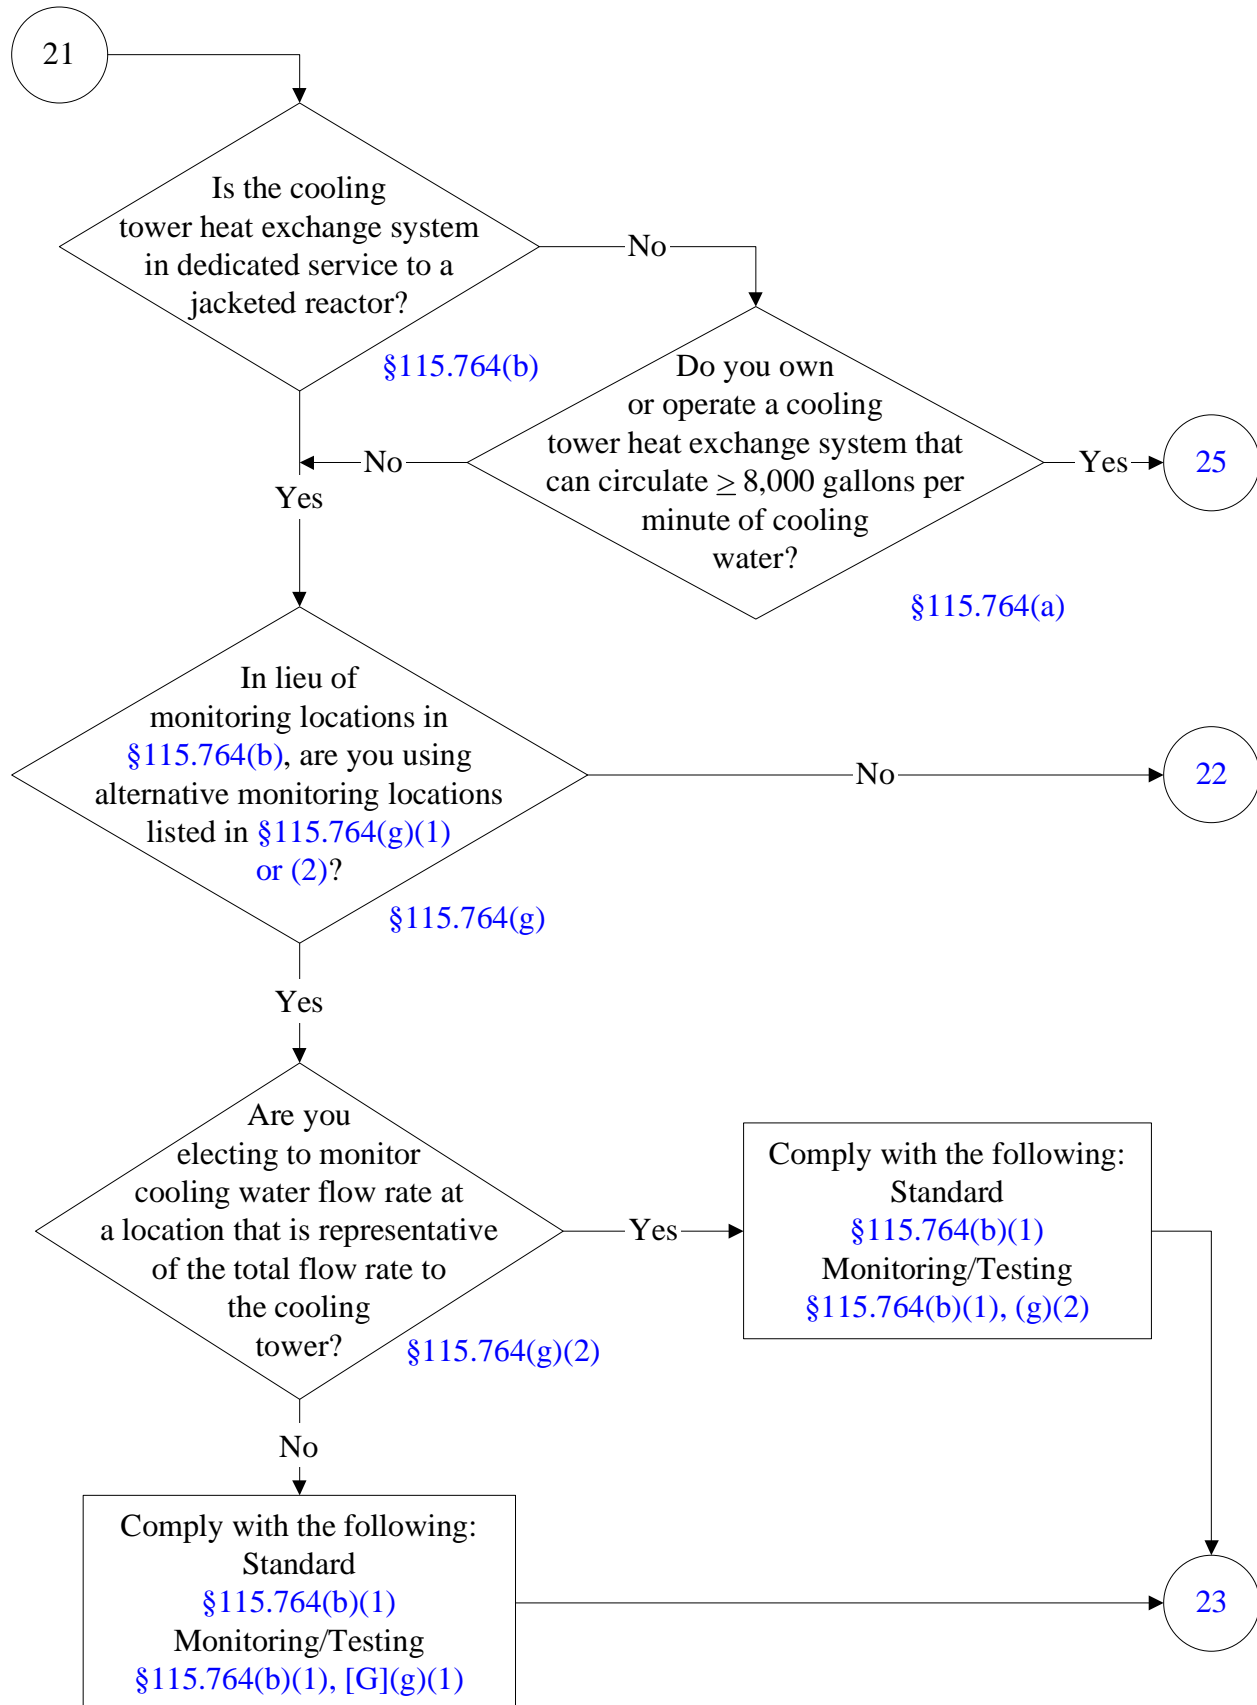 21
Is the cooling
tower heat exchange system
in dedicated service to a
jacketed reactor?
§115.764(b)
No
Do you own
or operate a cooling
tower heat exchange system that
can circulate ≥ 8,000 gallons per
minute of cooling
water?
§115.764(a)
No
Yes
25
Yes
In lieu of
monitoring locations in
§115.764(b), are you using
alternative monitoring locations
listed in §115.764(g)(1)
or (2)?
§115.764(g)
No
22
Yes
Are you
electing to monitor
cooling water flow rate at
a location that is representative
of the total flow rate to
the cooling
tower?
§115.764(g)(2)
Yes
Comply with the following:
Standard
§115.764(b)(1)
Monitoring/Testing
§115.764(b)(1), (g)(2)
No
Comply with the following:
Standard
§115.764(b)(1)
Monitoring/Testing
§115.764(b)(1), [G](g)(1)
23